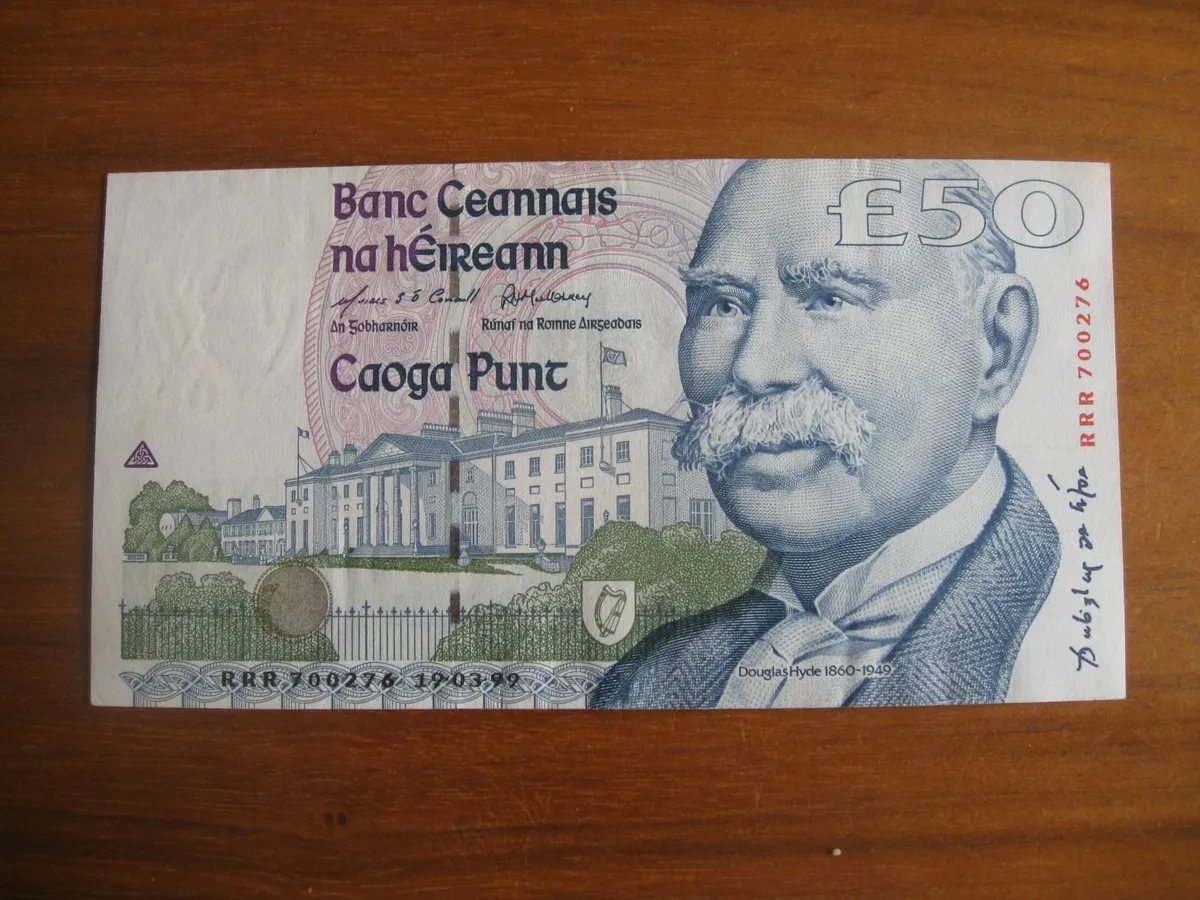 Banc Ceannais
na hÉireann
£50
An Gobharnóir
Rúnaí na Roinne Airgeadais
Caoga Punt
RRR 700276
Douglas Hyde 1860-1949
RRR 700276 19·03·99